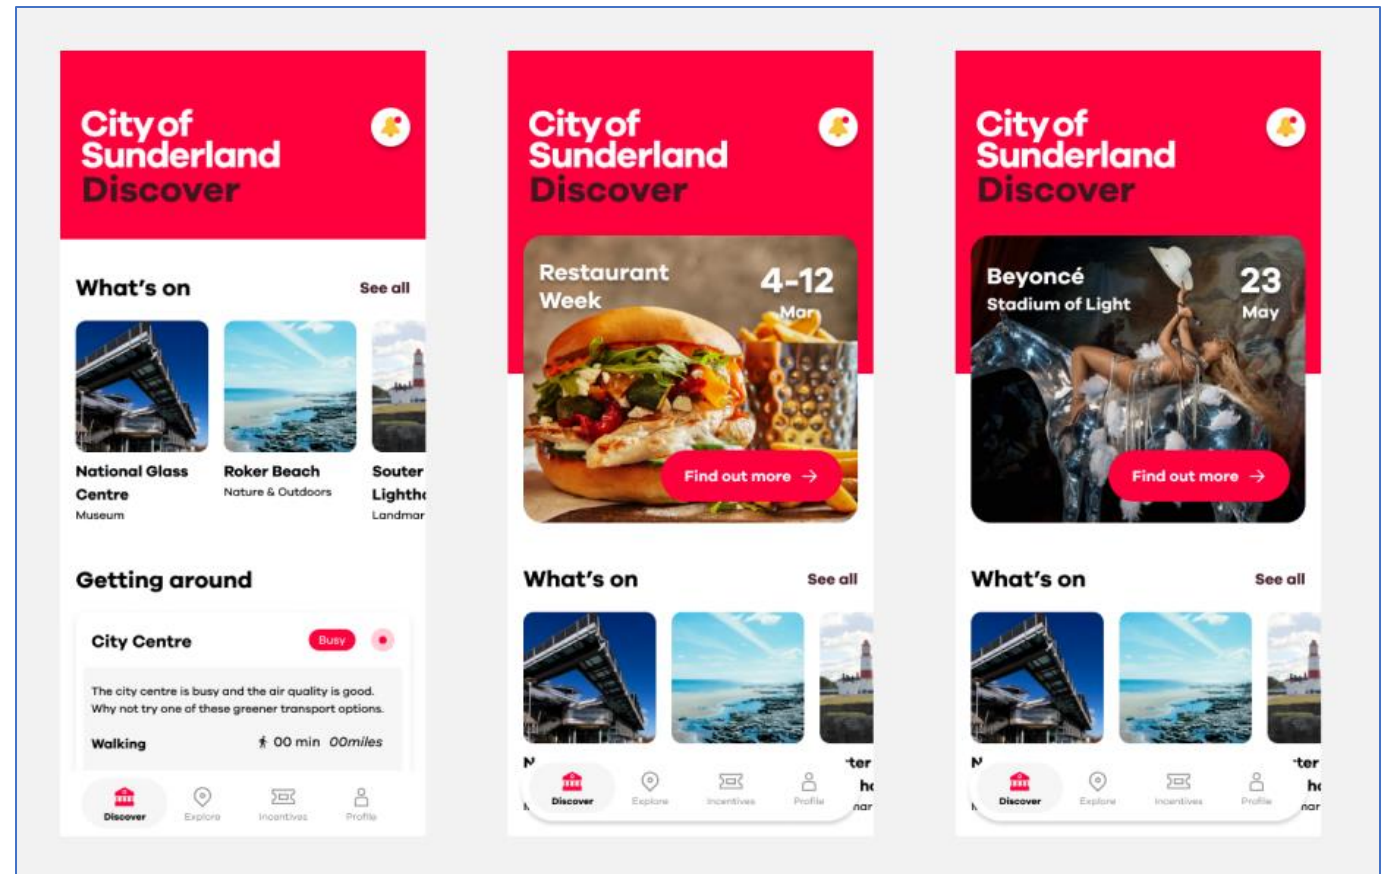 City of
Sunderland
Discover
What's on
See all
National Glass
Centre
Museum
Roker Beach
Nature & Outdoors
Souter
Landmar
Getting around
City Centre
Busy
The city centre is busy and the air quality is good.
Why not try one of these greener transport options.
Walking
00 min 00miles
Discover
Explore
Incentives
Profile
City of
Sunderland
Discover
Restaurant
Week
4-12
Mar
Find out more →
What's on
See all
Discover
Explore
Incentives
Profile
City of
Sunderland
Discover
Beyoncé
Stadium of Light
23
May
Find out more →
What's on
See all
Discover
Explore
Incentives
Profile